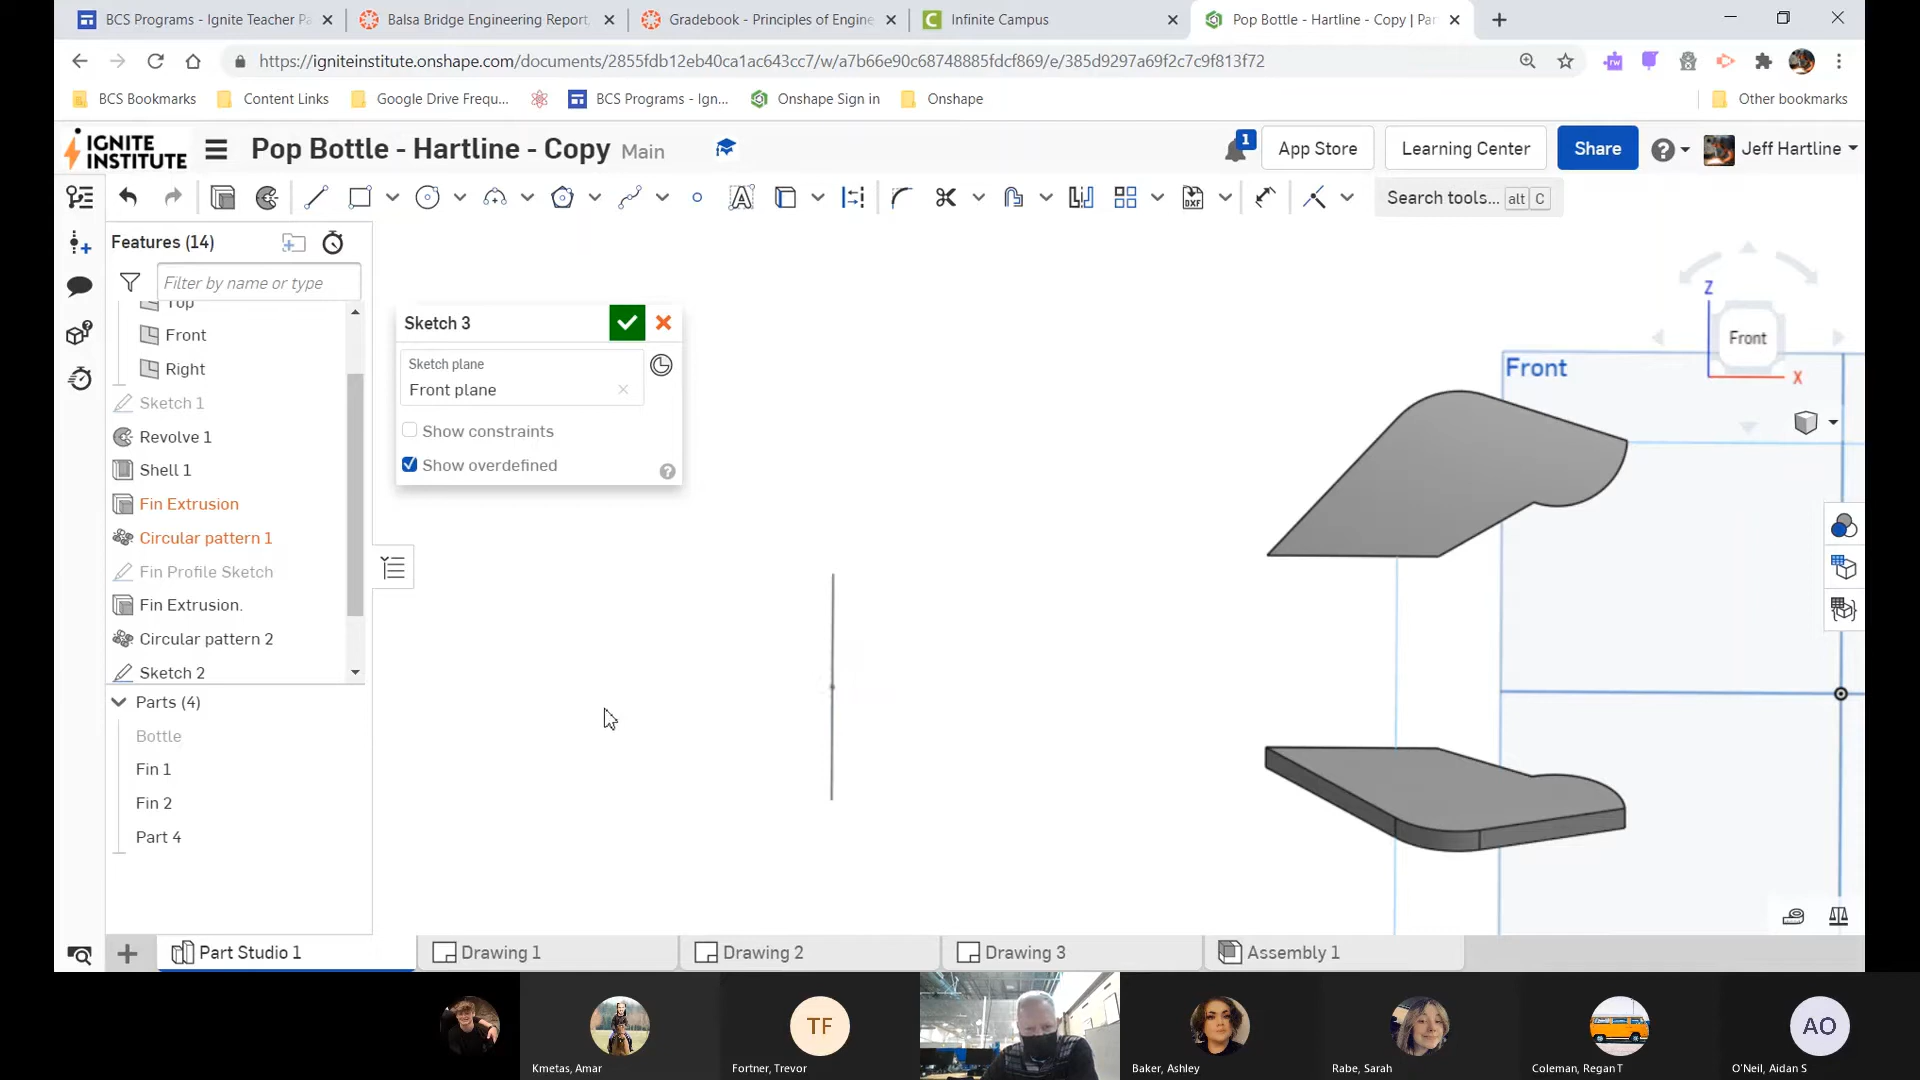 BCS Programs - Ignite Teacher Pa
Balsa Bridge Engineering Report
Gradebook - Principles of Engine
Infinite Campus
Pop Bottle - Hartline - Copy | Par
https://igniteinstitute.onshape.com/documents/2855fdb12eb40ca1ac643cc7/w/a7b66e90c68748885fdcf869/e/385d9297a69f2c7c9f813f72
BCS Bookmarks
Content Links
Google Drive Frequ...
BCS Programs - Ign...
Onshape Sign in
Onshape
Other bookmarks
IGNITE
INSTITUTE
Pop Bottle - Hartline - Copy Main
1
App Store
Learning Center
Share
Jeff Hartline
Search tools... alt C
Features (14)
Filter by name or type
Top
Front
Right
Sketch 1
Revolve 1
Shell 1
Fin Extrusion
Circular pattern 1
Fin Profile Sketch
Fin Extrusion.
Circular pattern 2
Sketch 2
Parts (4)
Bottle
Fin 1
Fin 2
Part 4
Sketch 3
Sketch plane
Front plane
Show constraints
Show overdefined
Front
Z
Front
X
Part Studio 1
Drawing 1
Drawing 2
Drawing 3
Assembly 1
TF
AO
Kmetas, Amar
Fortner, Trevor
Baker, Ashley
Rabe, Sarah
Coleman, Regan T
O'Neil, Aidan S